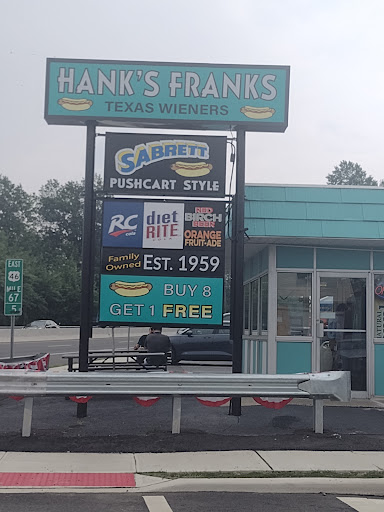 HANK'S FRANKS
TEXAS WIENERS
SABRETT
PUSHCART STYLE
RC
diet
RITE
BIRCH
BEER
ORANGE
FRUIT-ADE
Family
Owned
EST. 1959
BUY 8
GET 1 FREE
EAST
46
MILE
67